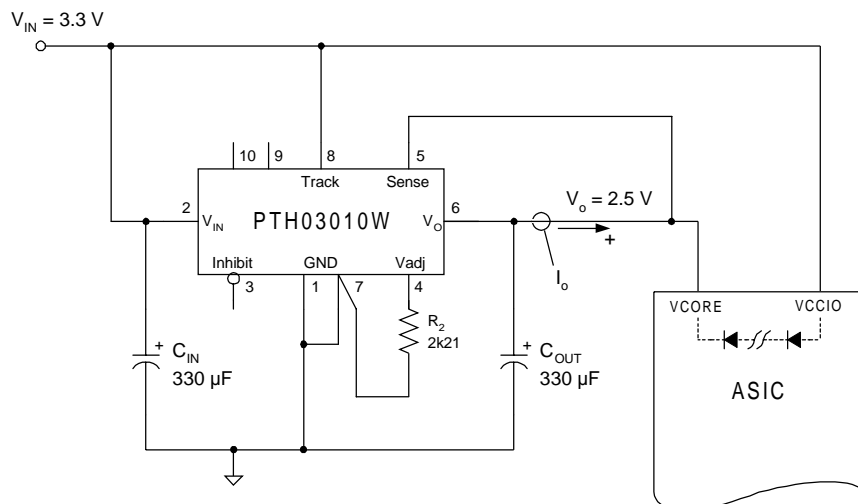 V_IN = 3.3 V
10
9
8
5
Track
Sense
2
V_IN
PTH03010W
V_O
6
V_o = 2.5 V
+
I_o
Inhibit
GND
Vadj
3
1
7
4
R_2
2k21
+
C_IN
330 µF
+
C_OUT
330 µF
VCORE
VCCIO
ASIC